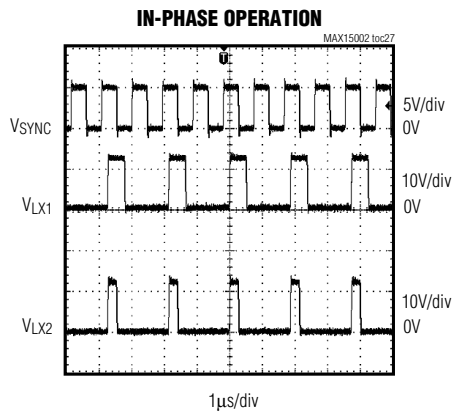 IN-PHASE OPERATION
MAX15002 toc27
T
VSYNC
5V/div
0V
VLX1
10V/div
0V
VLX2
10V/div
0V
1µs/div